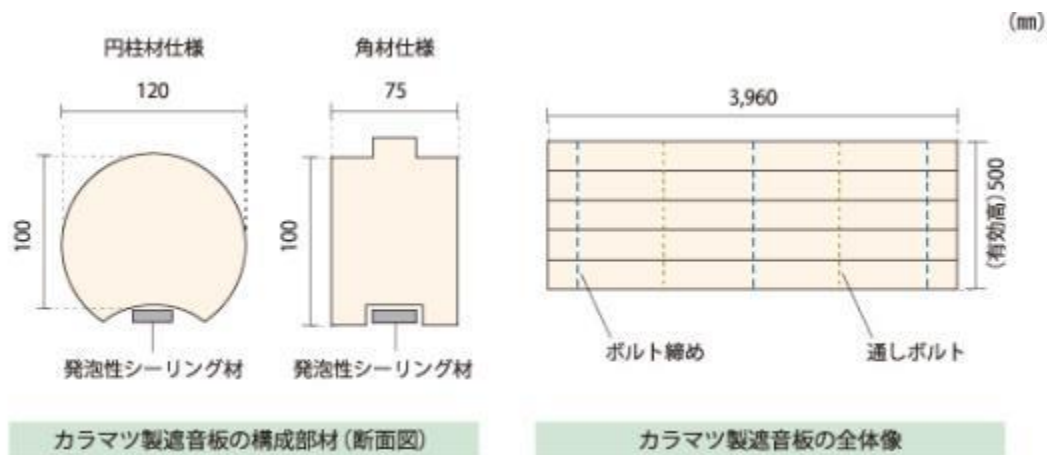 (㎜)
円柱材仕様
120
100
発泡性シーリング材
角材仕様
75
100
発泡性シーリング材
カラマツ製遮音板の構成部材(断面図)
3,960
(有効高)500
ボルト締め
通しボルト
カラマツ製遮音板の全体像